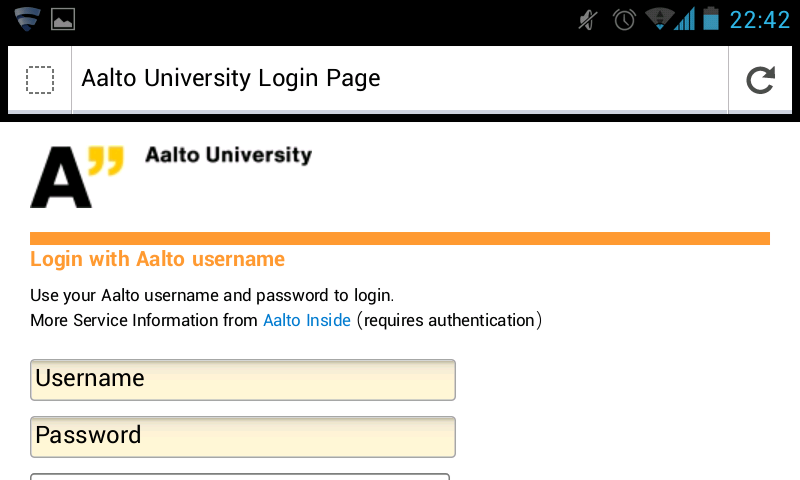 22:42
Aalto University Login Page
A”
Aalto University
Login with Aalto username
Use your Aalto username and password to login.
More Service Information from Aalto Inside (requires authentication)
Username
Password